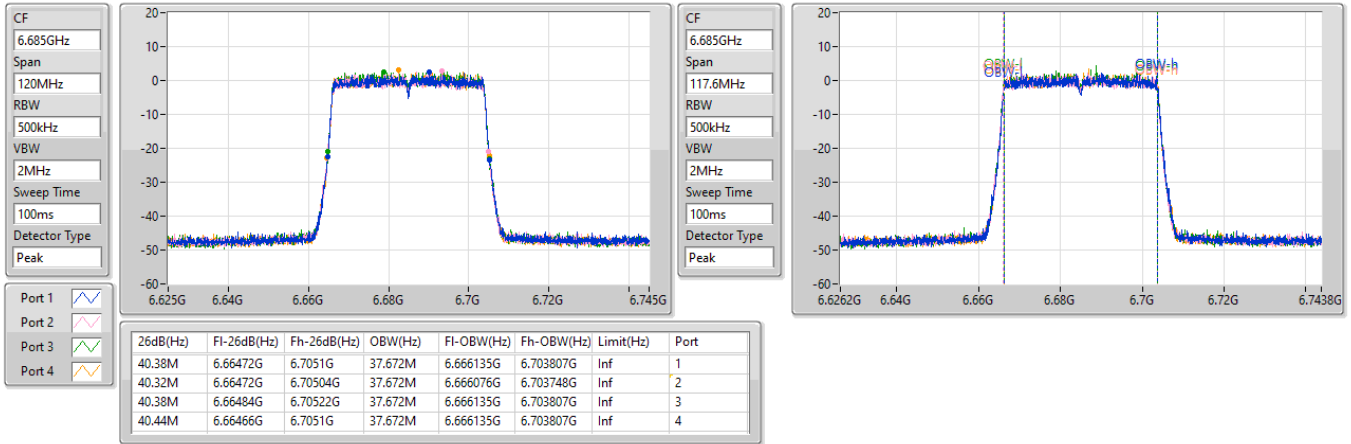 CF
6.685GHz
Span
120MHz
RBW
500kHz
VBW
2MHz
Sweep Time
100ms
Detector Type
Peak
20
10
0
-10
-20
-30
-40
-50
-60
6.625G 6.64G 6.66G 6.68G 6.7G 6.72G 6.745G
CF
6.685GHz
Span
117.6MHz
RBW
500kHz
VBW
2MHz
Sweep Time
100ms
Detector Type
Peak
20
10
0
-10
-20
-30
-40
-50
-60
OBW-l OBW-h
6.6262G 6.64G 6.66G 6.68G 6.7G 6.72G 6.7438G
Port 1
Port 2
Port 3
Port 4
26dB(Hz) Fl-26dB(Hz) Fh-26dB(Hz) OBW(Hz) Fl-OBW(Hz) Fh-OBW(Hz) Limit(Hz) Port
40.38M 6.66472G 6.7051G 37.672M 6.666135G 6.703807G Inf 1
40.32M 6.66472G 6.70504G 37.672M 6.666076G 6.703748G Inf 2
40.38M 6.66484G 6.70522G 37.672M 6.666135G 6.703807G Inf 3
40.44M 6.66466G 6.7051G 37.672M 6.666135G 6.703807G Inf 4